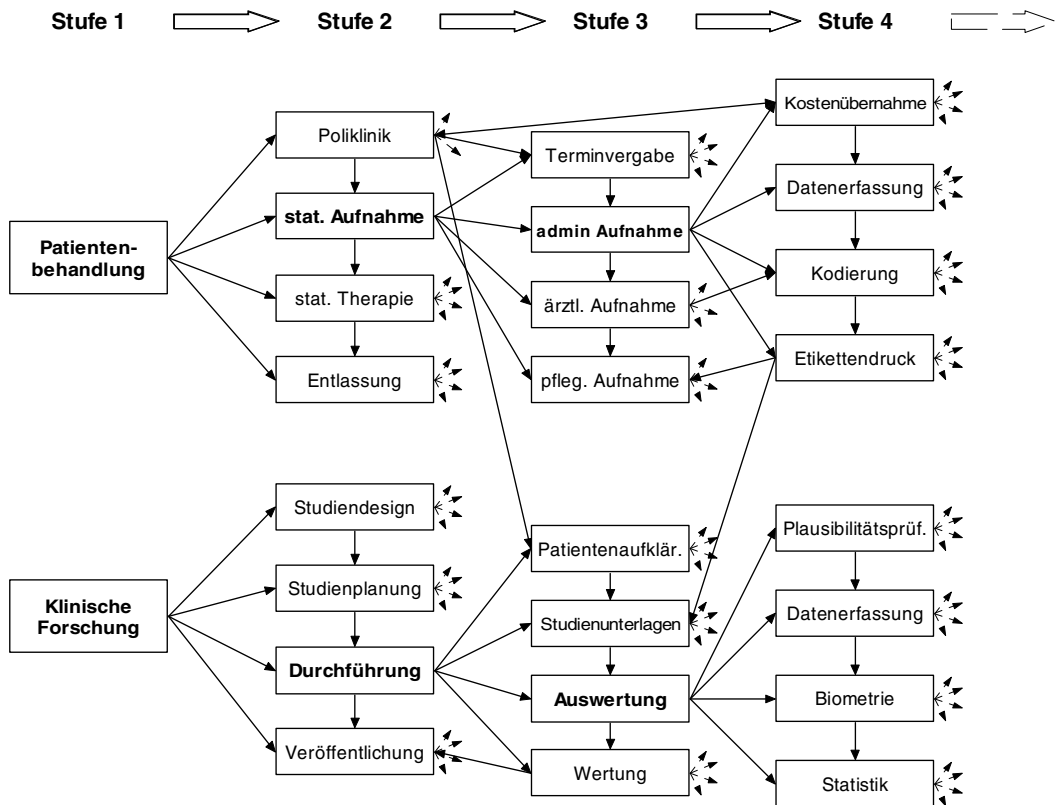 Stufe 1
Stufe 2
Stufe 3
Stufe 4
Patienten-
behandlung
Poliklinik
stat. Aufnahme
stat. Therapie
Entlassung
Terminvergabe
admin Aufnahme
ärztl. Aufnahme
pfleg. Aufnahme
Kostenübernahme
Datenerfassung
Kodierung
Etikettendruck
Klinische
Forschung
Studiendesign
Studienplanung
Durchführung
Veröffentlichung
Patientenaufklär.
Studienunterlagen
Auswertung
Wertung
Plausibilitätsprüf.
Datenerfassung
Biometrie
Statistik